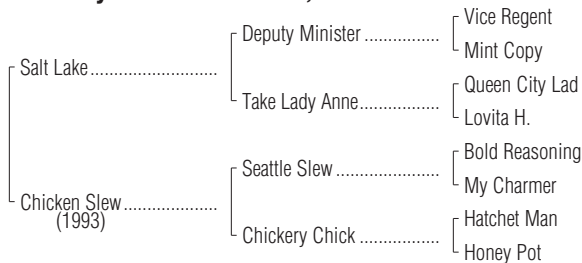 Vice Regent
Deputy Minister ................
Mint Copy
Salt Lake...........................
Queen City Lad
Take Lady Anne.................
Lovita H.
Bold Reasoning
Seattle Slew ......................
My Charmer
Chicken Slew....................
(1993)
Hatchet Man
Chickery Chick .................
Honey Pot